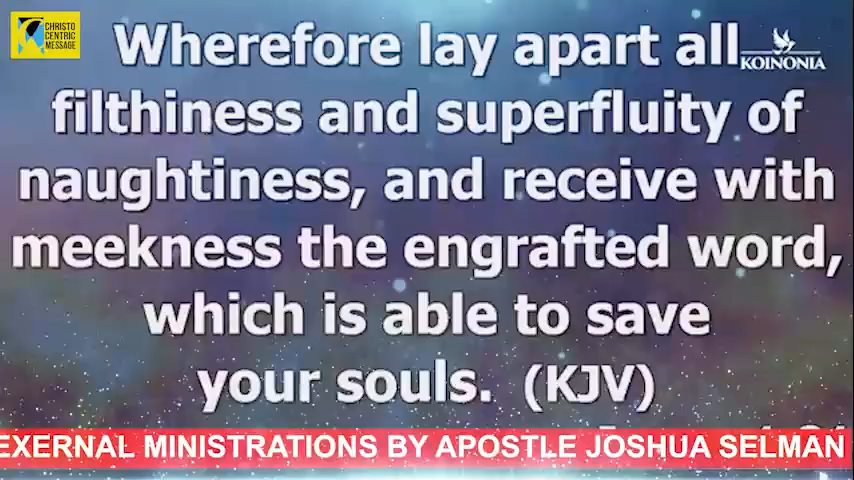 CHRISTO
CENTRIC
MESSAGE
KOINONIA
Wherefore lay apart all
filthiness and superfluity of
naughtiness, and receive with
meekness the engrafted word,
which is able to save
your souls. (KJV)
EXERNAL MINISTRATIONS BY APOSTLE JOSHUA SELMAN